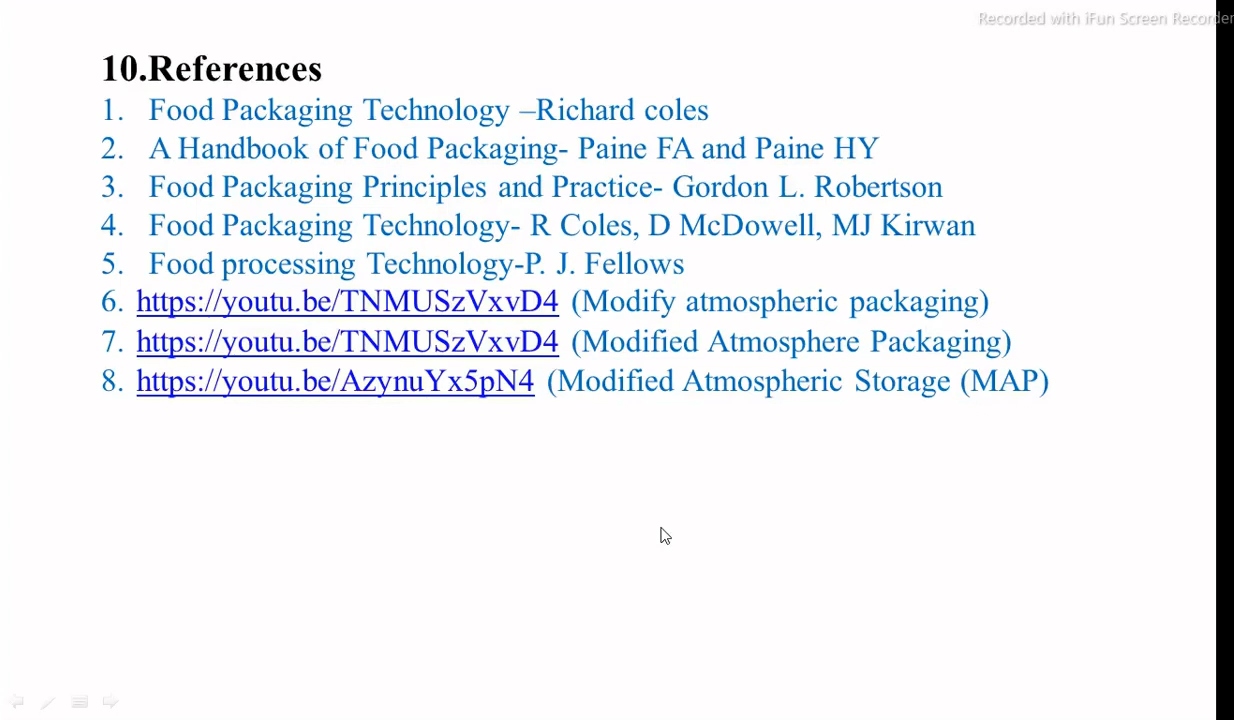 Recorded with iFun Screen Recorder
10.References
1. Food Packaging Technology –Richard coles
2. A Handbook of Food Packaging- Paine FA and Paine HY
3. Food Packaging Principles and Practice- Gordon L. Robertson
4. Food Packaging Technology- R Coles, D McDowell, MJ Kirwan
5. Food processing Technology-P. J. Fellows
6. https://youtu.be/TNMUSzVxvD4 (Modify atmospheric packaging)
7. https://youtu.be/TNMUSzVxvD4 (Modified Atmosphere Packaging)
8. https://youtu.be/AzynuYx5pN4 (Modified Atmospheric Storage (MAP)